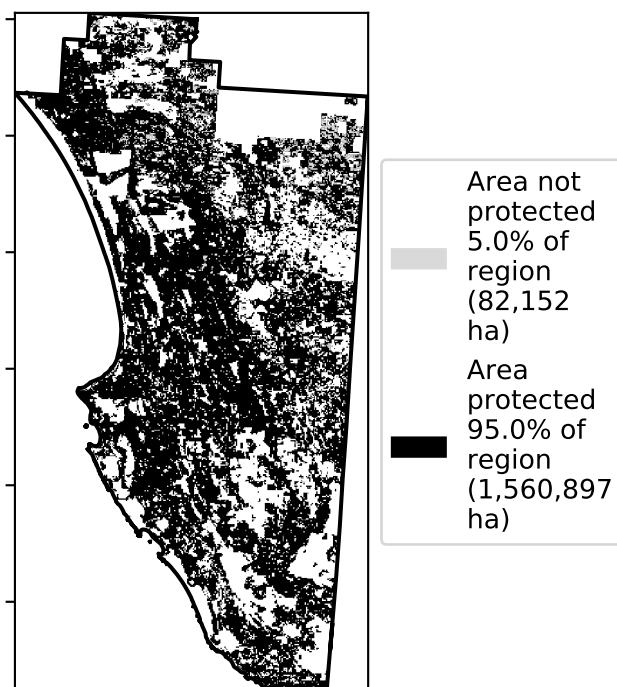 Area not
protected
5.0% of
region
(82,152
ha)
Area
protected
95.0% of
region
(1,560,897
ha)